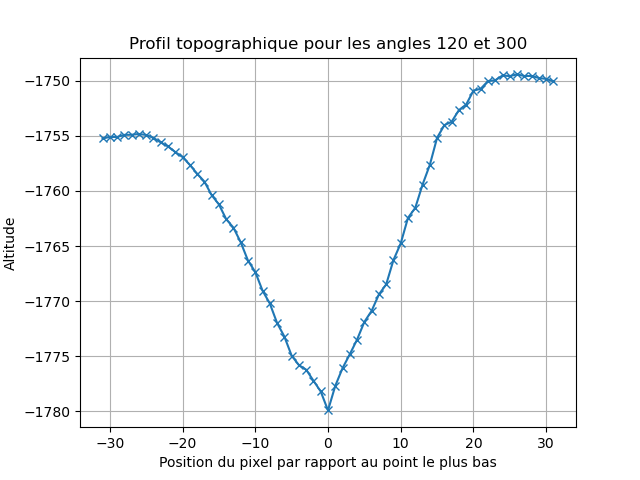 Profil topographique pour les angles 120 et 300
Altitude
−1750
−1755
−1760
−1765
−1770
−1775
−1780
−30 −20 −10 0 10 20 30
Position du pixel par rapport au point le plus bas